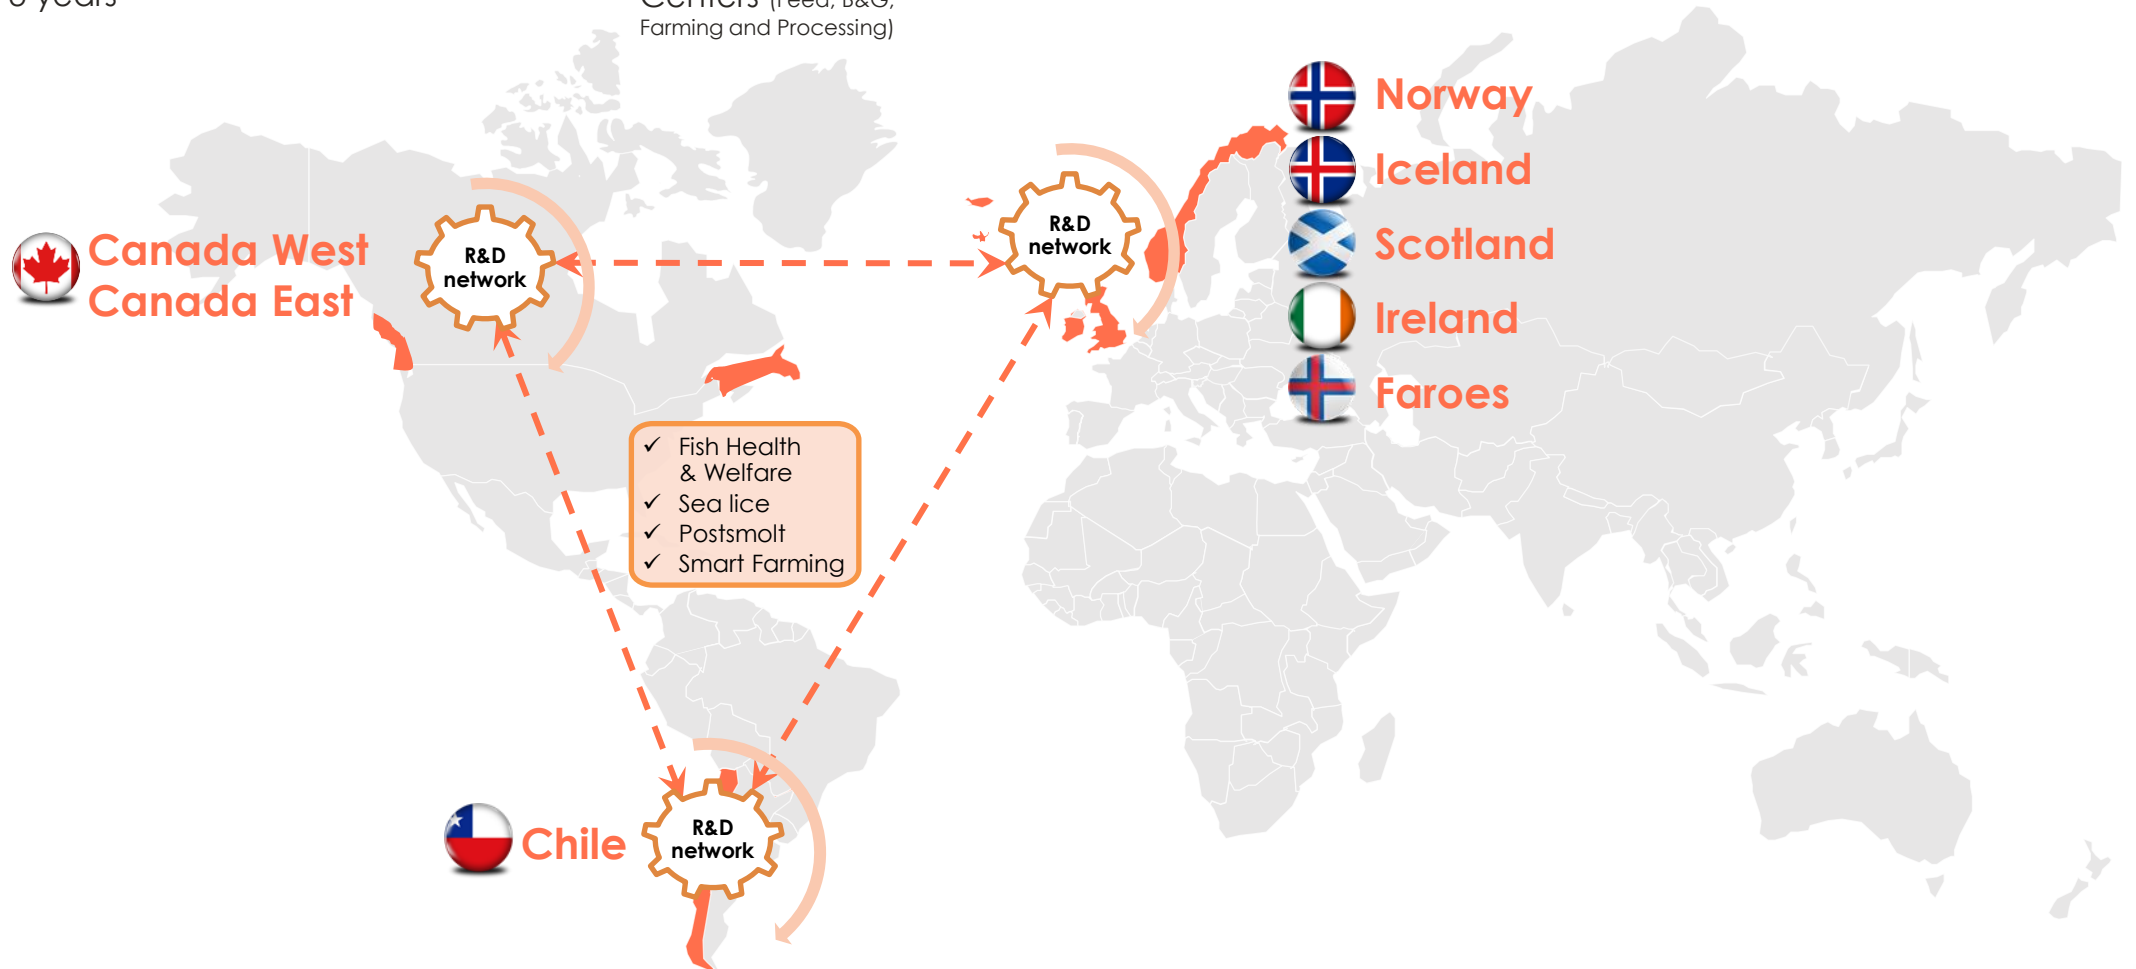 Farming and Processing)
Norway
Iceland
Scotland
Ireland
Faroes
Canada West
Canada East
R&D
network
R&D
network
✓ Fish Health
& Welfare
✓ Sea lice
✓ Postsmolt
✓ Smart Farming
Chile
R&D
network